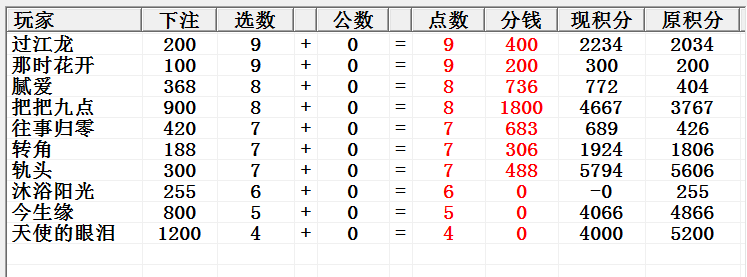 玩家 下注 选数 公数 点数 分钱 现积分 原积分
过江龙 200 9 + 0 = 9 400 2234 2034
那时花开 100 9 + 0 = 9 200 300 200
腻爱 368 8 + 0 = 8 736 772 404
把把九点 900 8 + 0 = 8 1800 4667 3767
往事归零 420 7 + 0 = 7 683 689 426
转角 188 7 + 0 = 7 306 1924 1806
轨头 300 7 + 0 = 7 488 5794 5606
沐浴阳光 255 6 + 0 = 6 0 -0 255
今生缘 800 5 + 0 = 5 0 4066 4866
天使的眼泪 1200 4 + 0 = 4 0 4000 5200